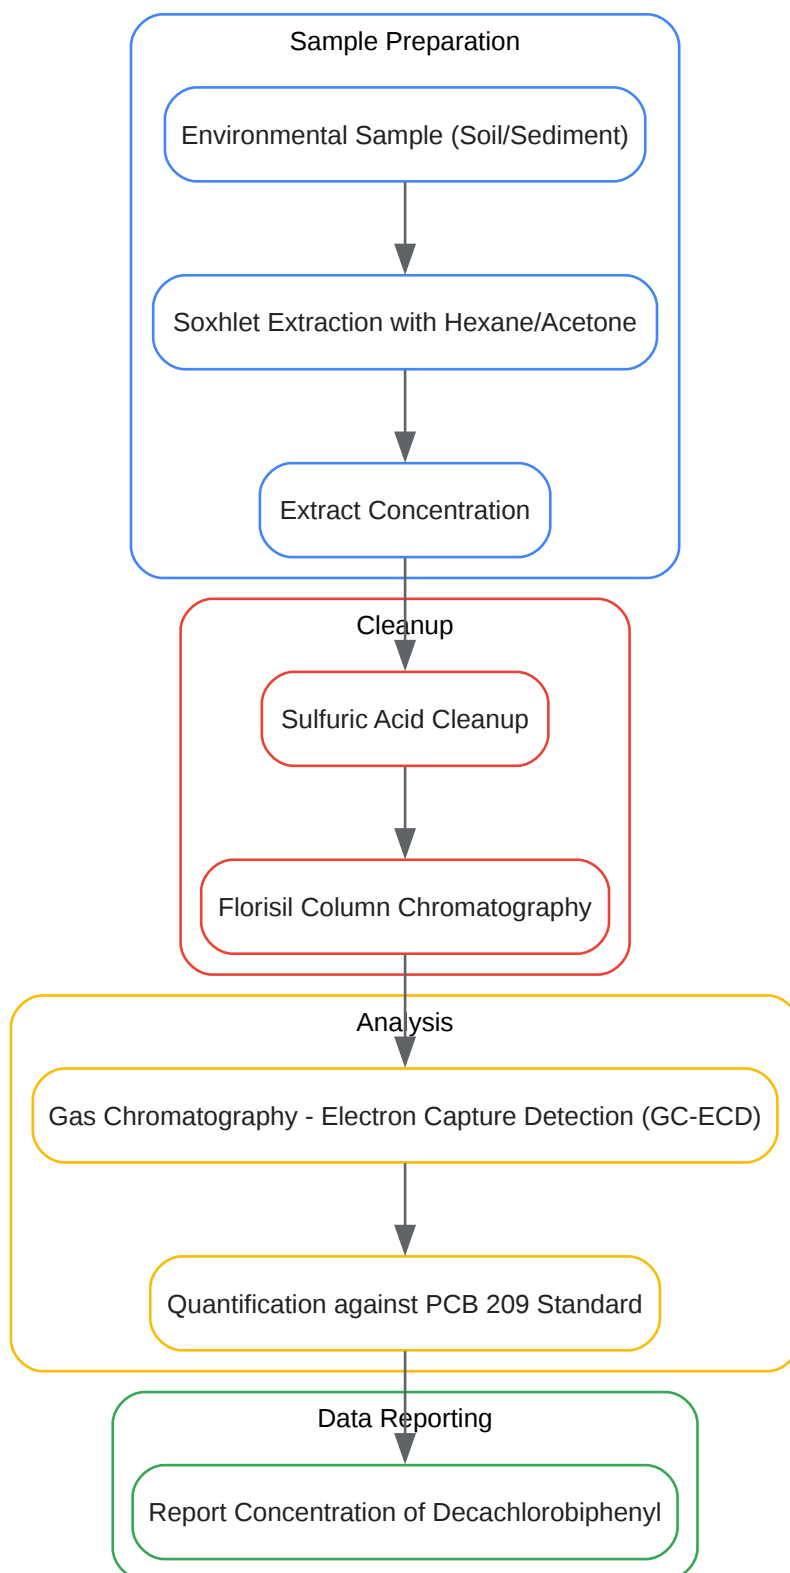 Sample Preparation
Environmental Sample (Soil/Sediment)
Soxhlet Extraction with Hexane/Acetone
Extract Concentration
Cleanup
Sulfuric Acid Cleanup
Florisil Column Chromatography
Analysis
Gas Chromatography - Electron Capture Detection (GC-ECD)
Quantification against PCB 209 Standard
Data Reporting
Report Concentration of Decachlorobiphenyl